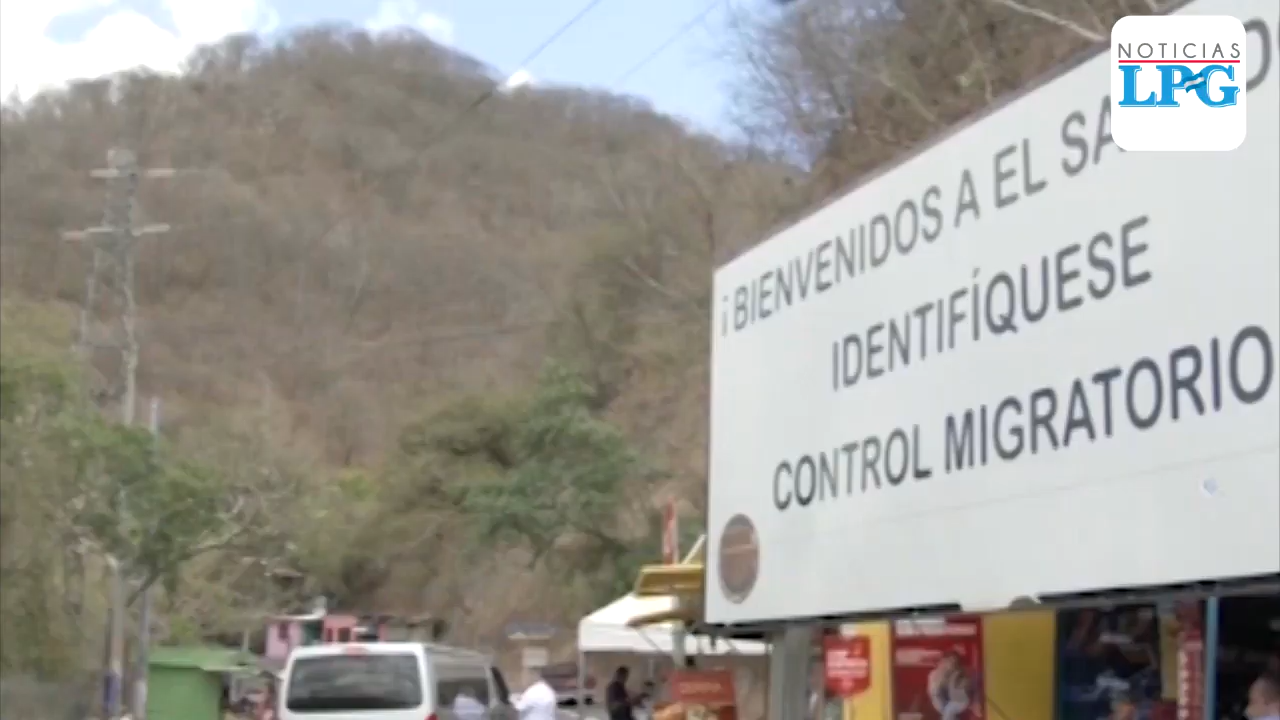 NOTICIAS
LPG
¡BIENVENIDOS A EL SA
IDENTIFÍQUESE
CONTROL MIGRATORIO